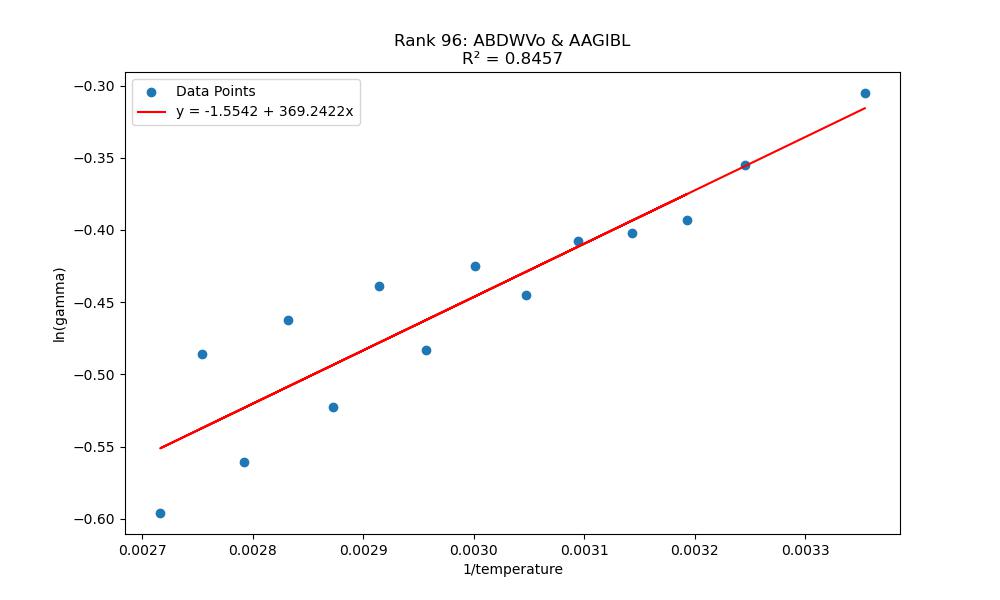 Rank 96: ABDWVo & AAGIBL
R² = 0.8457
Data Points
y = -1.5542 + 369.2422x
ln(gamma)
−0.30
−0.35
−0.40
−0.45
−0.50
−0.55
−0.60
0.0027
0.0028
0.0029
0.0030
0.0031
0.0032
0.0033
1/temperature